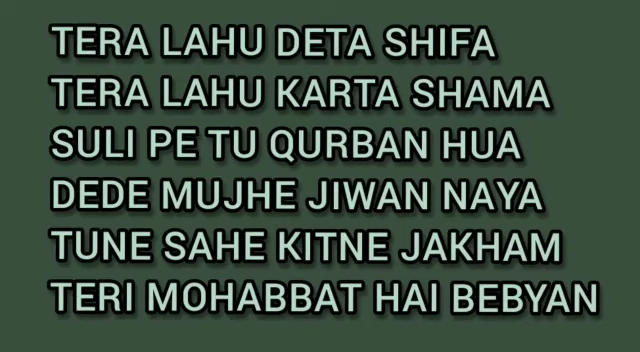 TERA LAHU DETA SHIFA
TERA LAHU KARTA SHAMA
SULI PE TU QURBAN HUA
DEDE MUJHE JIWAN NAYA
TUNE SAHE KITNE JAKHAM
TERI MOHABBAT HAI BEBYAN